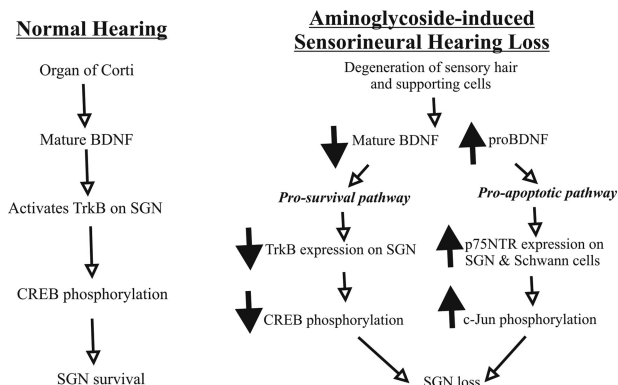 Normal Hearing
Organ of Corti
Mature BDNF
Activates TrkB on SGN
CREB phosphorylation
SGN survival
Aminoglycoside-induced
Sensorineural Hearing Loss
Degeneration of sensory hair
and supporting cells
Mature BDNF
proBDNF
Pro-survival pathway
Pro-apoptotic pathway
TrkB expression on SGN
p75NTR expression on
SGN & Schwann cells
CREB phosphorylation
c-Jun phosphorylation
SGN loss